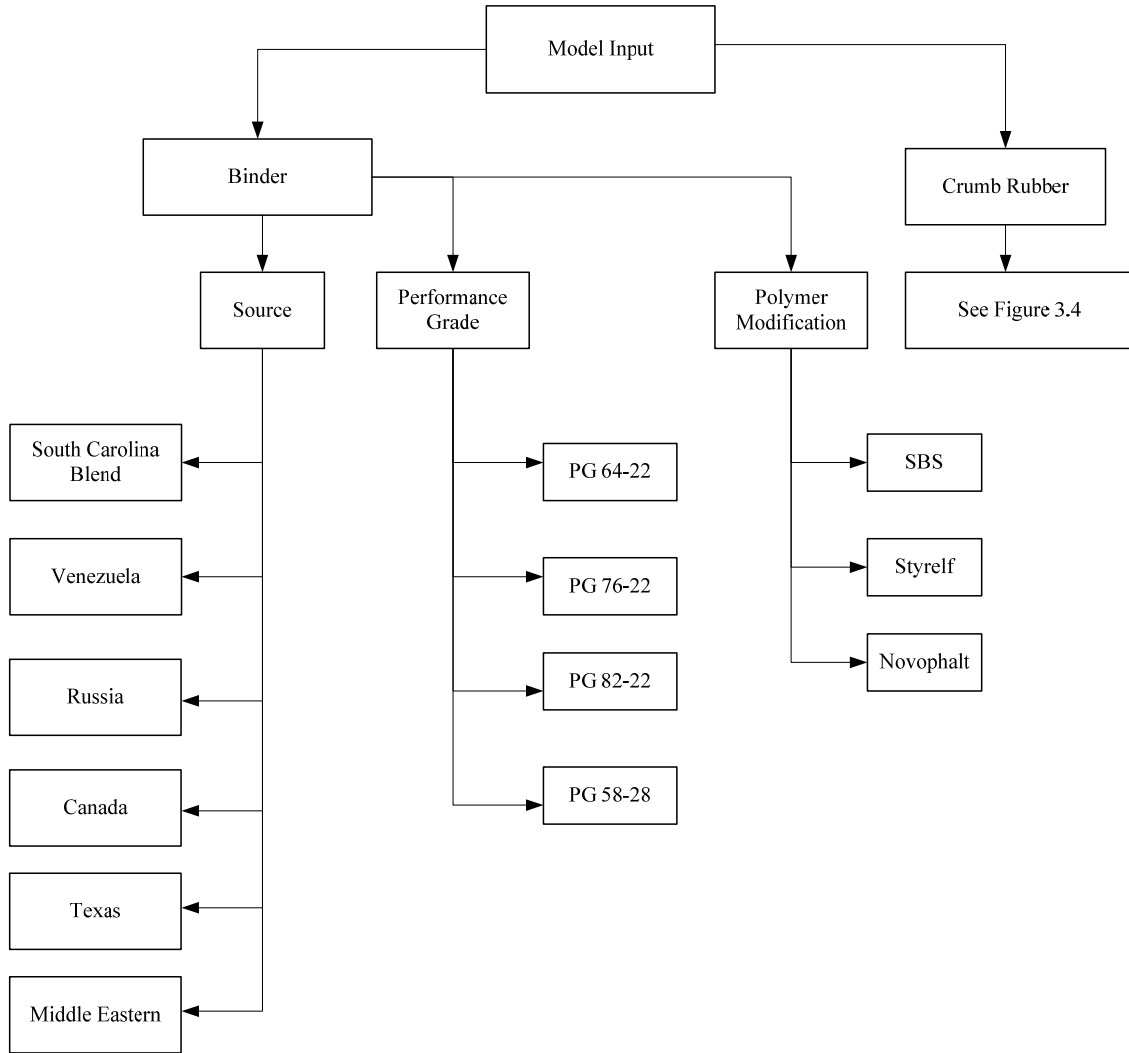 Model Input
Binder
Crumb Rubber
Source
Performance
Grade
Polymer
Modification
See Figure 3.4
South Carolina
Blend
Venezuela
Russia
Canada
Texas
Middle Eastern
PG 64-22
PG 76-22
PG 82-22
PG 58-28
SBS
Styrelf
Novophalt